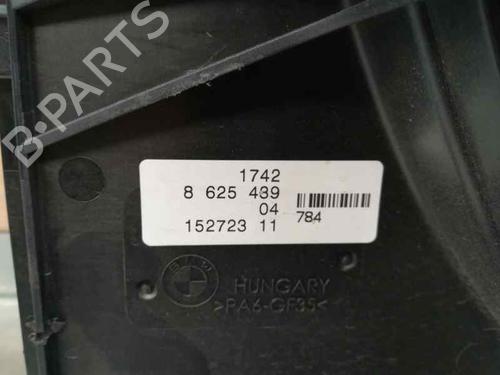 B-PARTS
1742
8 625 439
04
784
152723 11
BMW
HUNGARY
>PA6-GF35<